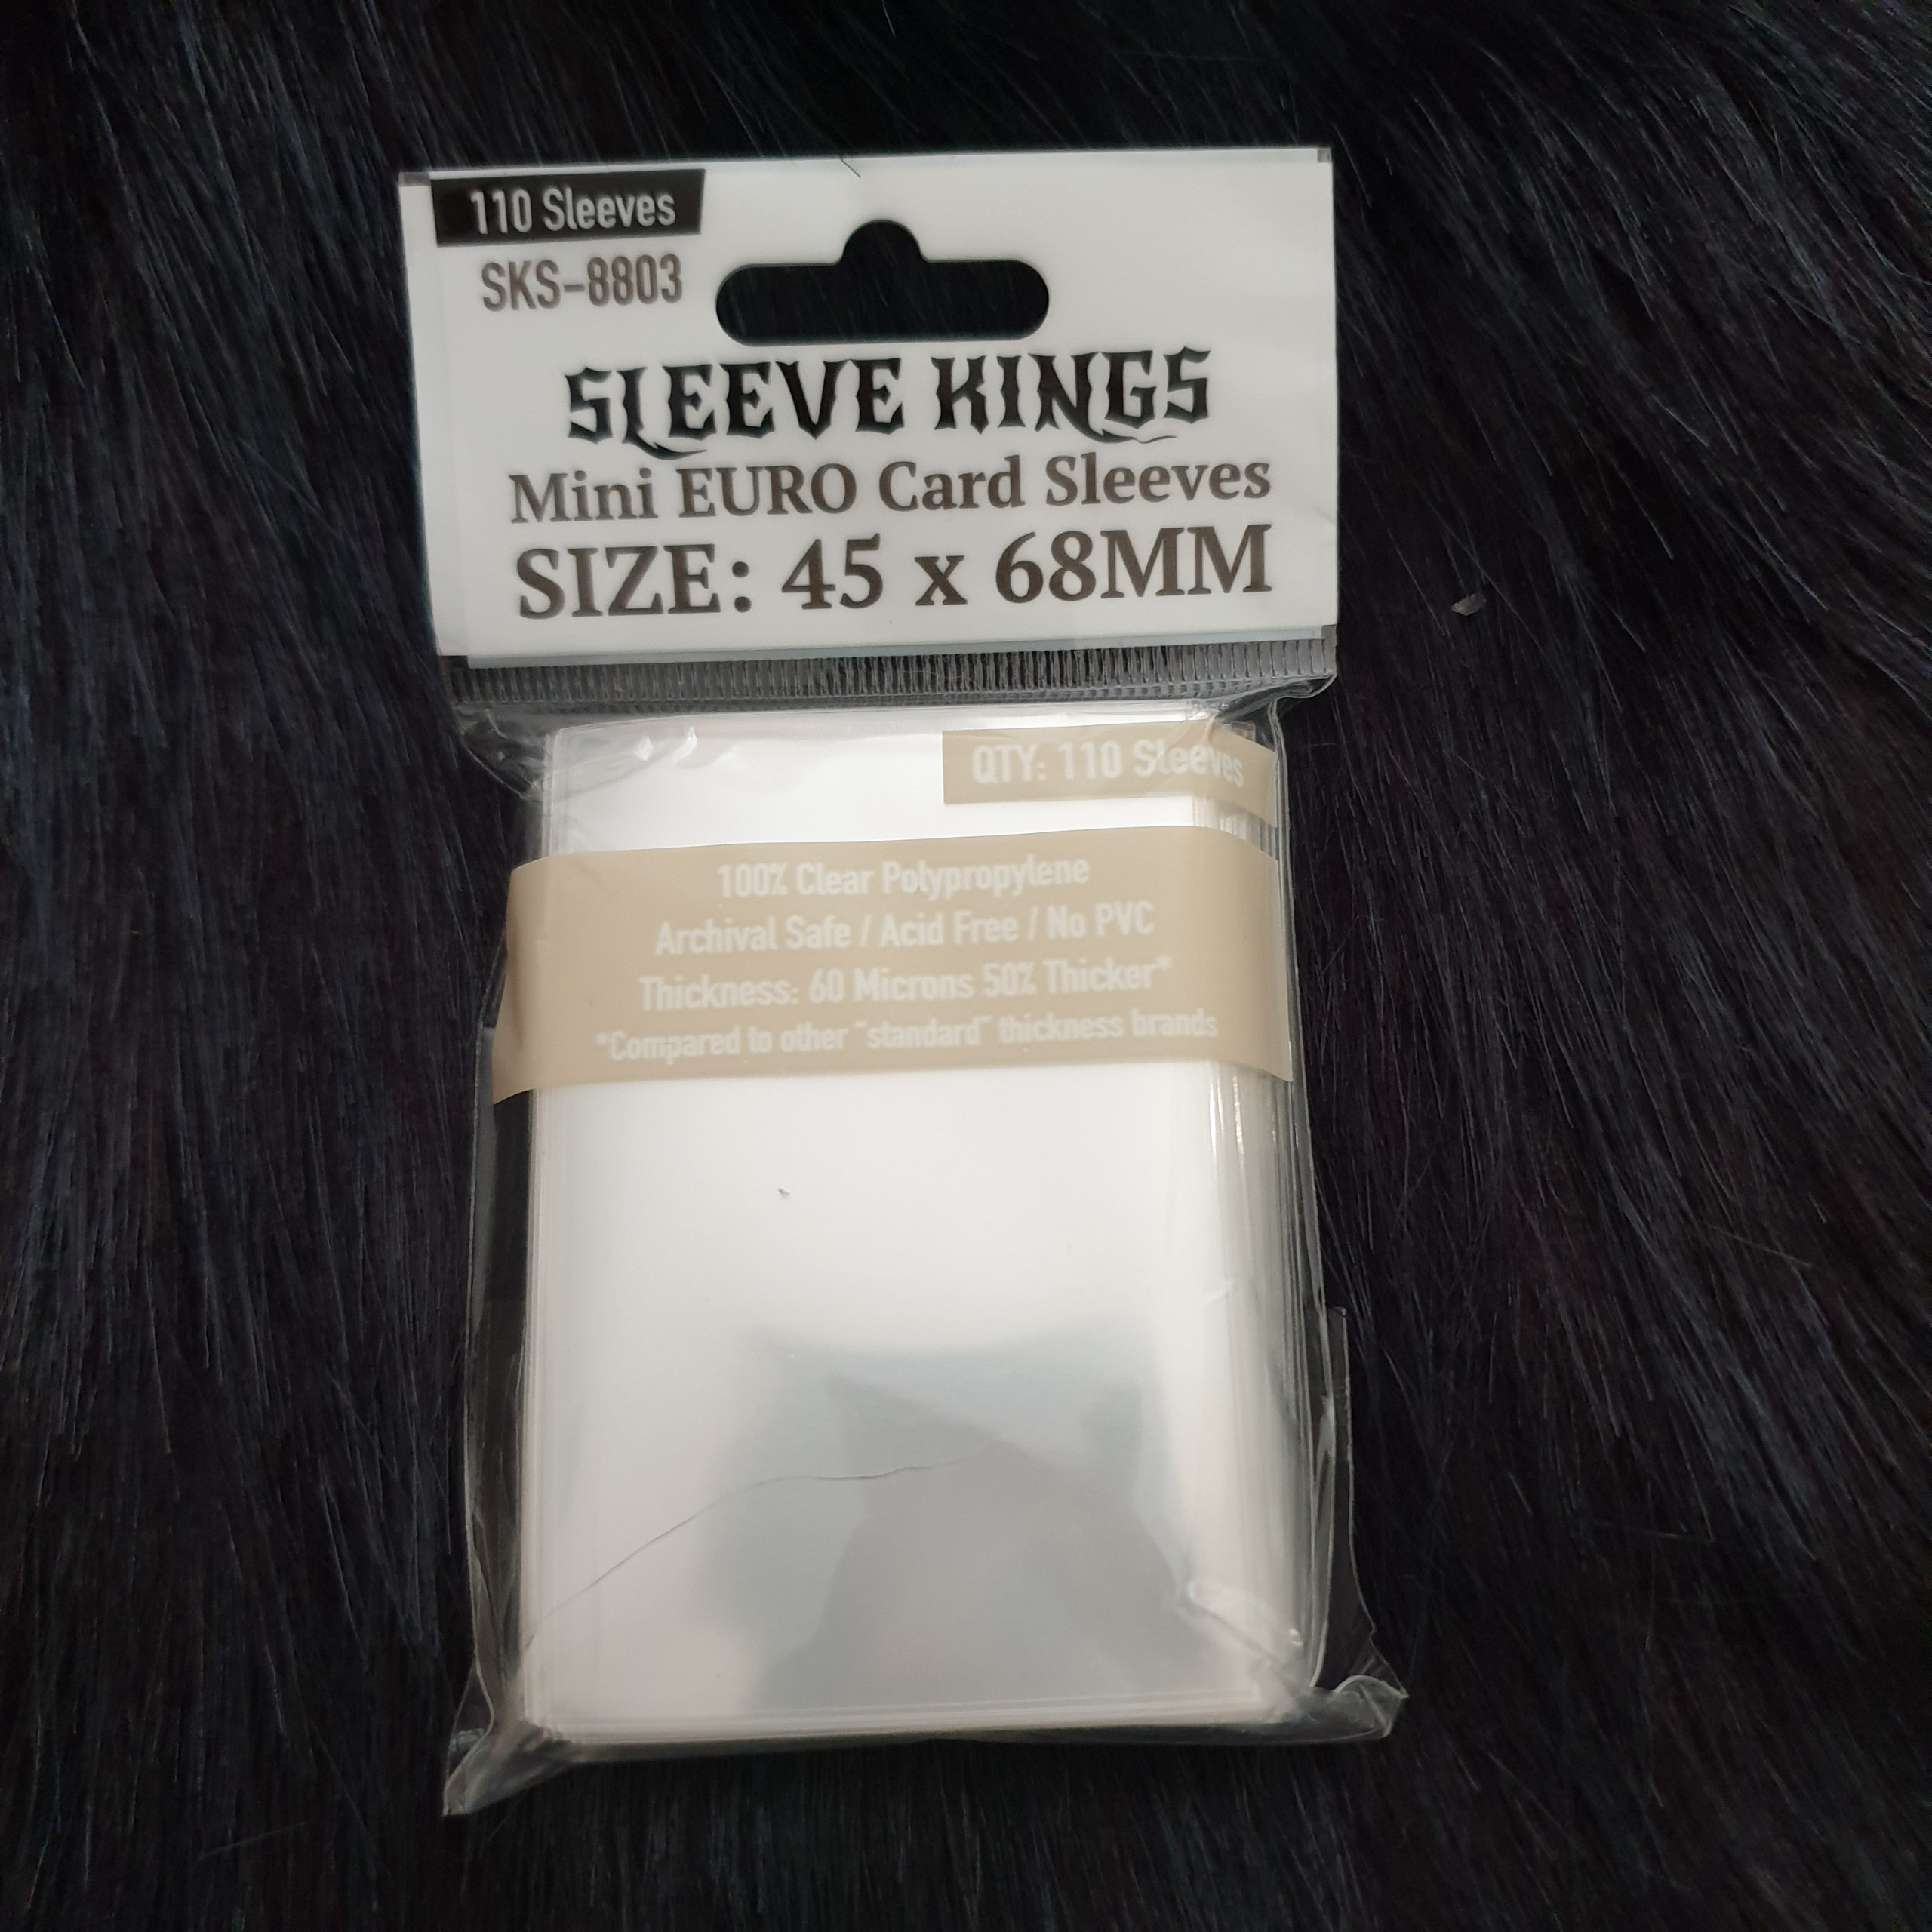 110 Sleeves
SKS-8803
SLEEVE KINGS
Mini EURO Card Sleeves
SIZE: 45 x 68MM
QTY: 110 Sleeves
100% Clear Polypropylene
Archival Safe / Acid Free / No PVC
Thickness: 60 Microns 50% Thicker*
*Compared to other "standard" thickness brands